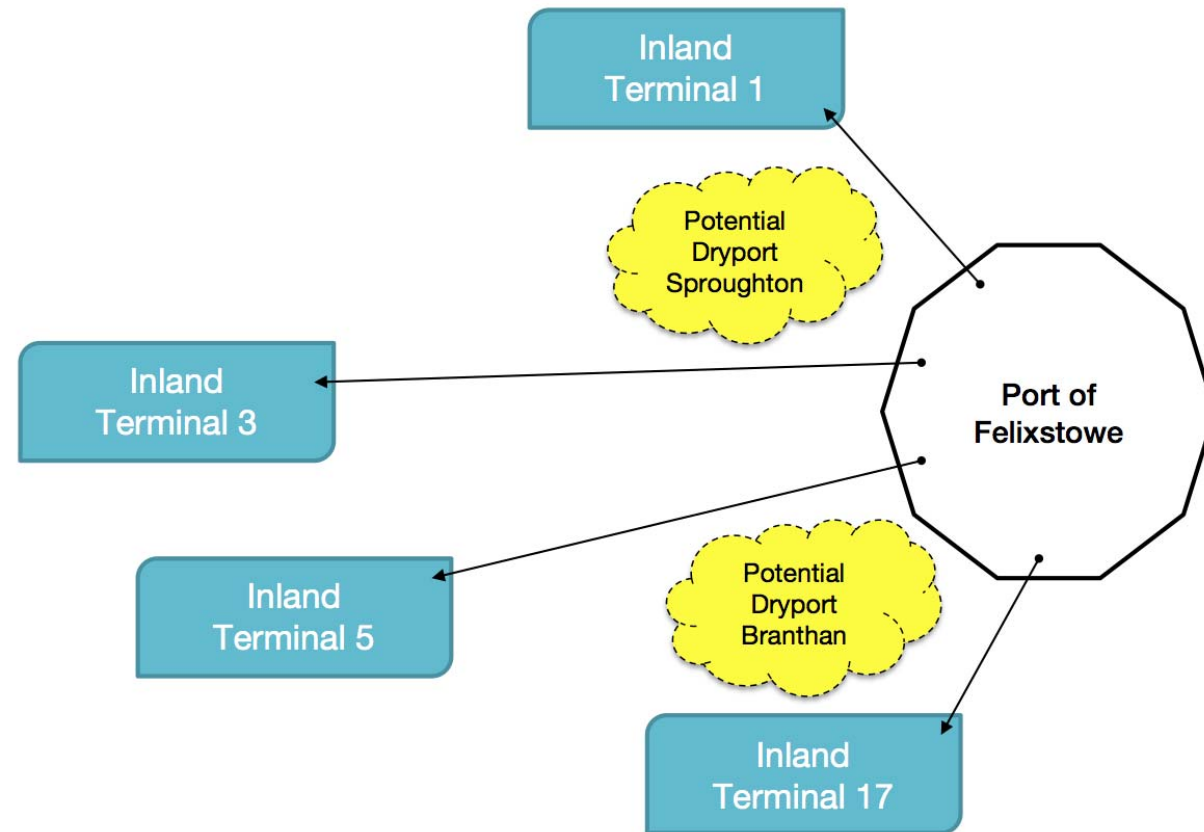 Inland
Terminal 1
Potential
Dryport
Sproughton
Inland
Terminal 3
Port of
Felixstowe
Inland
Terminal 5
Potential
Dryport
Branthan
Inland
Terminal 17